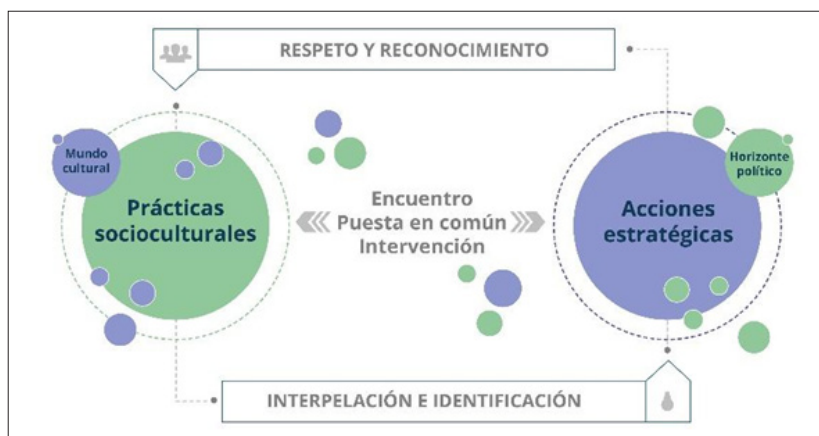 RESPETO Y RECONOCIMIENTO
Mundo
cultural
Prácticas
socioculturales
Encuentro
Puesta en común
Intervención
Horizonte
político
Acciones
estratégicas
INTERPELACIÓN E IDENTIFICACIÓN